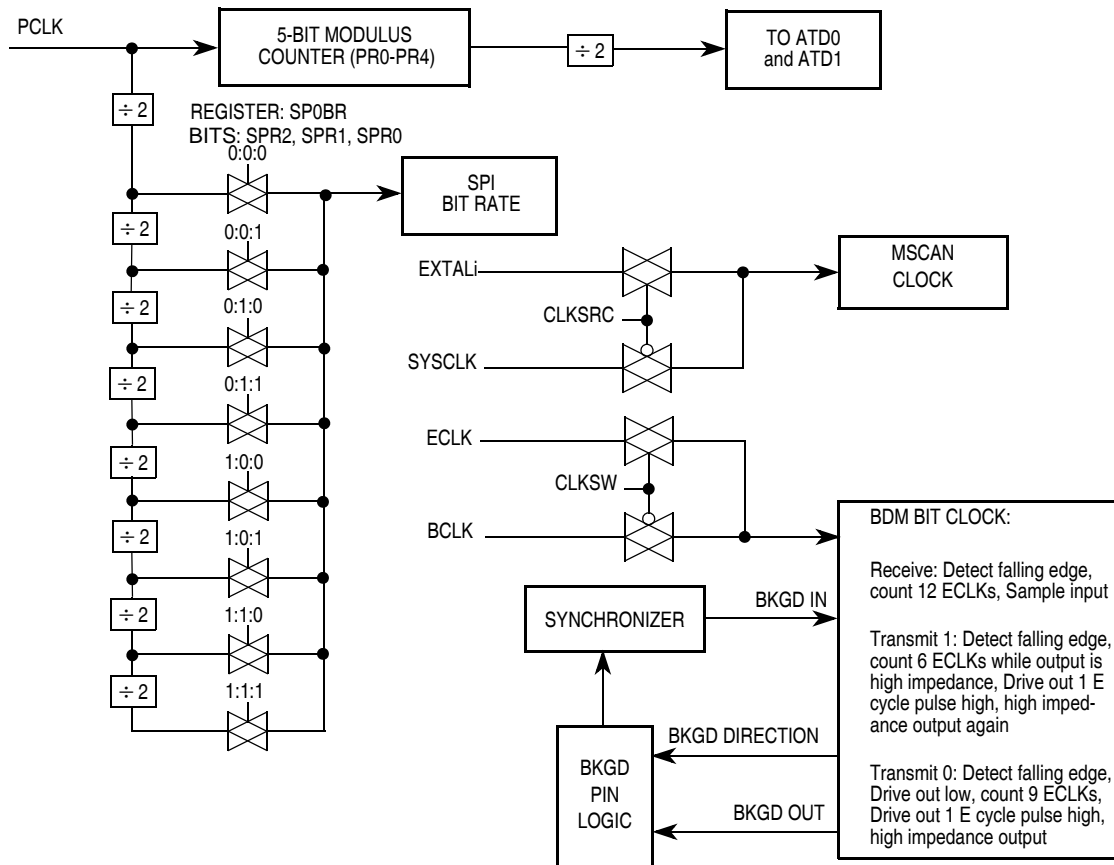 PCLK
5-BIT MODULUS
COUNTER (PR0-PR4)
÷ 2
TO ATD0
and ATD1
÷ 2
REGISTER: SP0BR
BITS: SPR2, SPR1, SPR0
0:0:0
SPI
BIT RATE
÷ 2
0:0:1
÷ 2
0:1:0
÷ 2
0:1:1
÷ 2
1:0:0
÷ 2
1:0:1
÷ 2
1:1:0
÷ 2
1:1:1
EXTALi
CLKSRC
SYSCLK
MSCAN
CLOCK
ECLK
CLKSW
BCLK
BDM BIT CLOCK:
Receive: Detect falling edge,
count 12 ECLKs, Sample input
Transmit 1: Detect falling edge,
count 6 ECLKs while output is
high impedance, Drive out 1 E
cycle pulse high, high imped-
ance output again
Transmit 0: Detect falling edge,
Drive out low, count 9 ECLKs,
Drive out 1 E cycle pulse high,
high impedance output
SYNCHRONIZER
BKGD IN
BKGD DIRECTION
BKGD OUT
BKGD
PIN
LOGIC